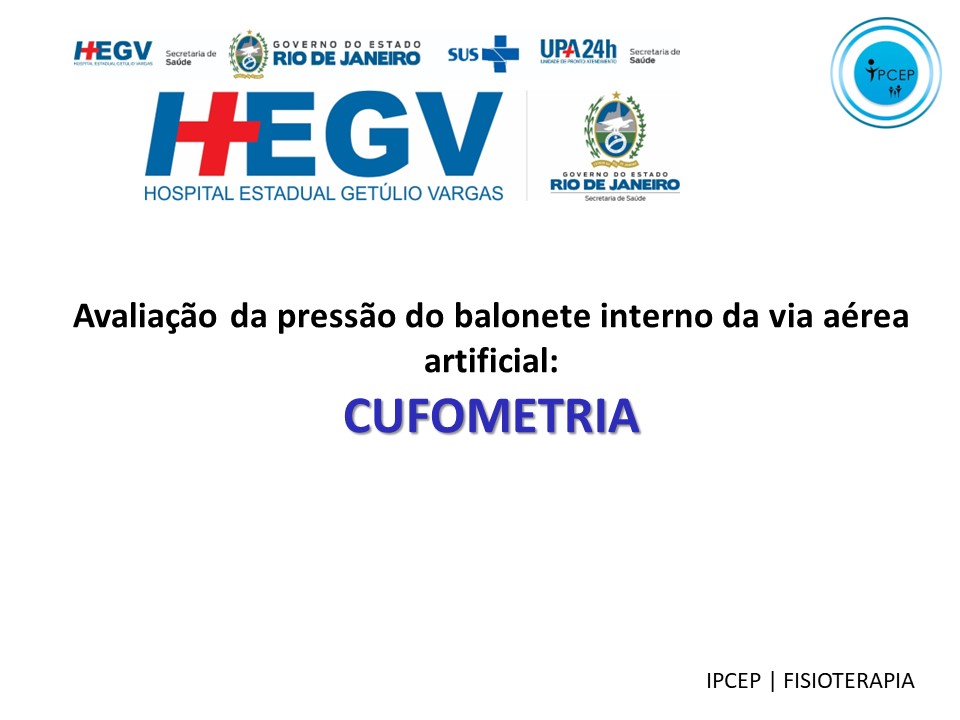 HEGV
HOSPITAL ESTADUAL GETÚLIO VARGAS
Secretaria de
Saúde
GOVERNO DO ESTADO
RIO DE JANEIRO
SUS
UPA24h
UNIDADE DE PRONTO ATENDIMENTO
Secretaria de
Saúde
IPCEP
HEGV
HOSPITAL ESTADUAL GETÚLIO VARGAS
GOVERNO DO ESTADO
RIO DE JANEIRO
Secretaria de Saúde
Avaliação da pressão do balonete interno da via aérea
artificial:
CUFOMETRIA
IPCEP | FISIOTERAPIA